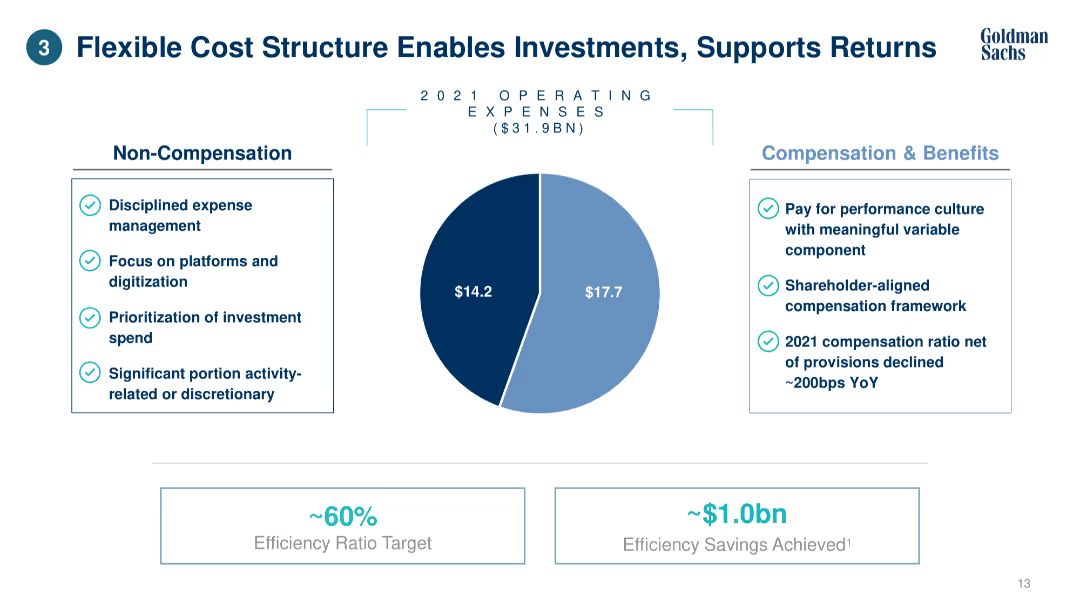 3
Flexible Cost Structure Enables Investments, Supports Returns
Goldman
Sachs
2021 OPERATING
EXPENSES
($31.9BN)
Non-Compensation
Disciplined expense
management
Focus on platforms and
digitization
Prioritization of investment
spend
Significant portion activity-
related or discretionary
$14.2
$17.7
Compensation & Benefits
Pay for performance culture
with meaningful variable
component
Shareholder-aligned
compensation framework
2021 compensation ratio net
of provisions declined
~200bps YoY
~60%
Efficiency Ratio Target
~$1.0bn
Efficiency Savings Achieved¹
13